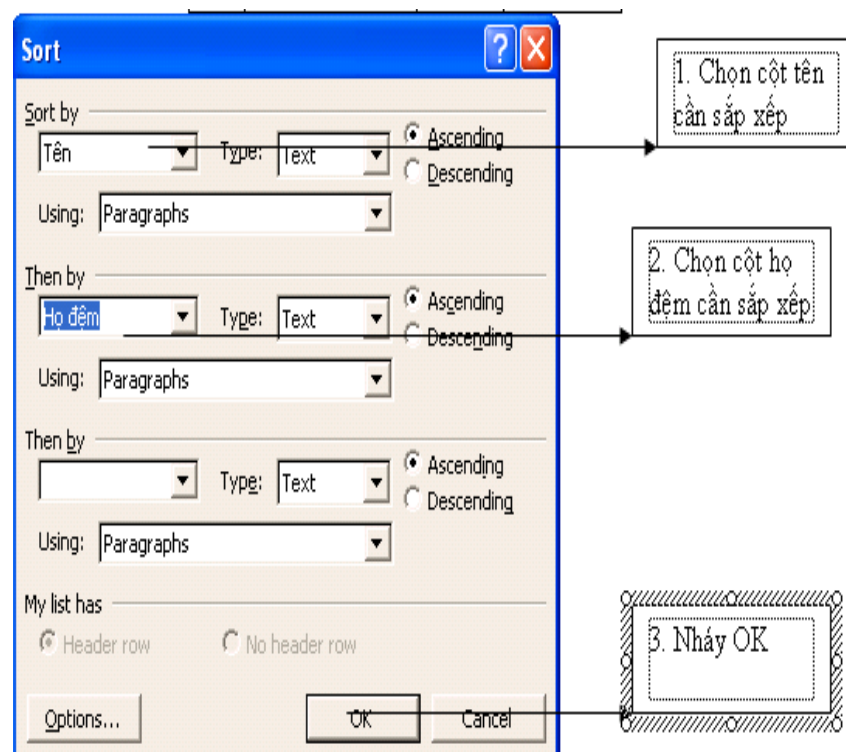 Sort
Sort by
Tên Type: Text Ascending
Descending
Using: Paragraphs
Then by
Họ đệm Type: Text Ascending
Descending
Using: Paragraphs
Then by
Type: Text Ascending
Descending
Using: Paragraphs
My list has
Header row No header row
Options... OK Cancel
1. Chọn cột tên
cần sắp xếp
2. Chọn cột họ
đệm cần sắp xếp
3. Nháy OK